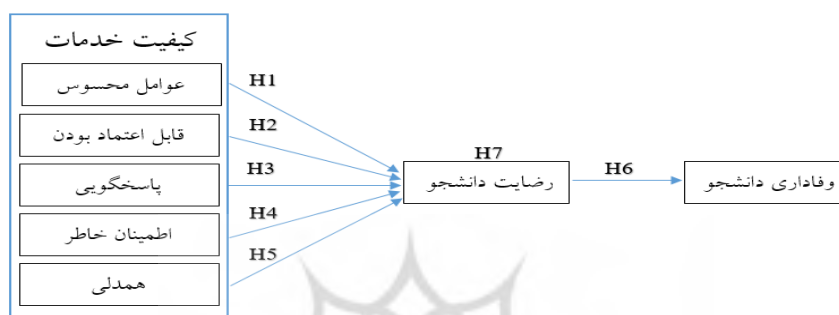 کیفیت خدمات
عوامل محسوس
قابل اعتماد بودن
پاسخگویی
اطمینان خاطر
همدلی
H1
H2
H3
H4
H5
H7
رضایت دانشجو
H6
وفاداری دانشجو